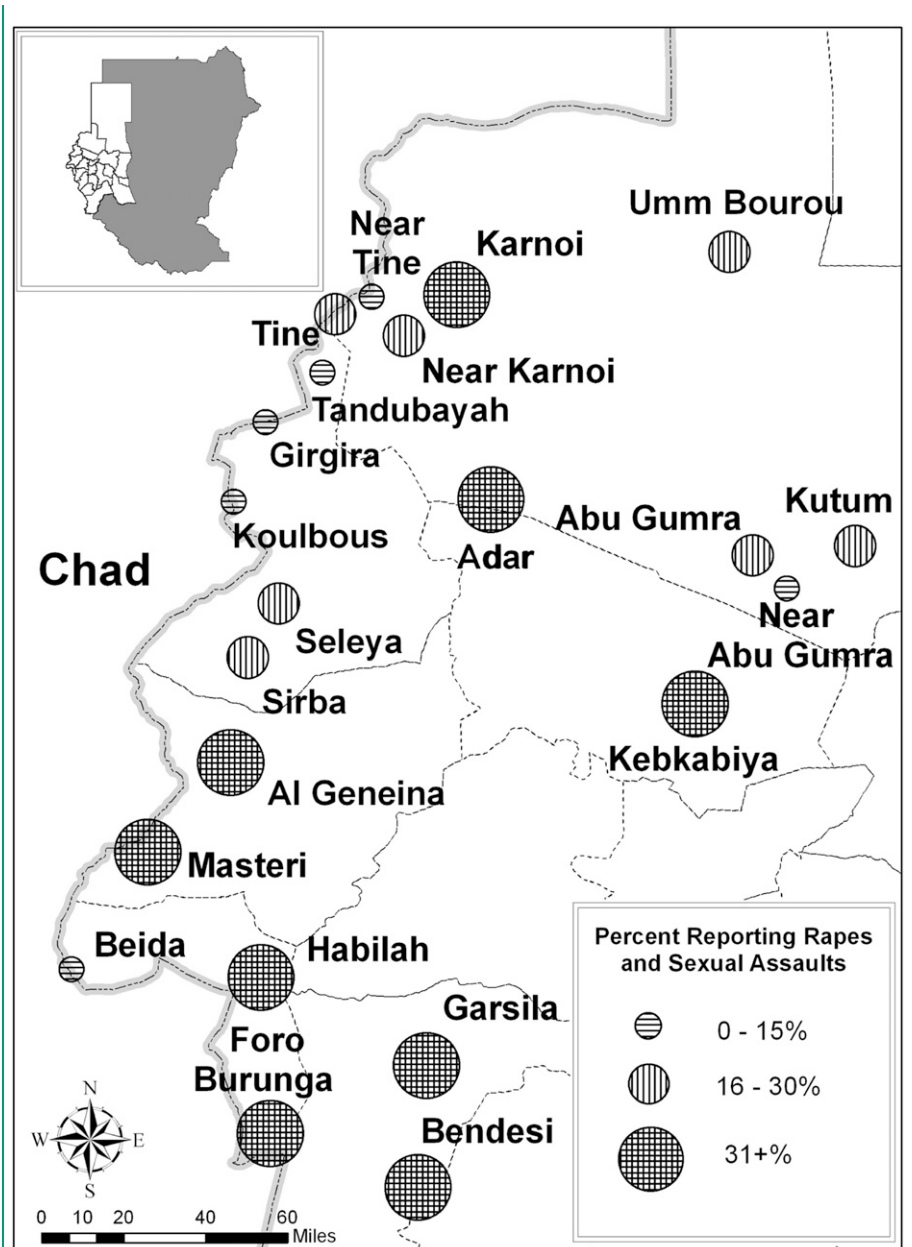 Umm Bourou
Near
Tine
Karnoi
Tine
Near Karnoi
Tandubayah
Girgira
Koulbous
Abu Gumra
Kutum
Adar
Chad
Near
Abu Gumra
Seleya
Sirba
Kebkabiya
Al Geneina
Masteri
Beida
Habilah
Garsila
Foro
Burunga
Bendesi
Percent Reporting Rapes
and Sexual Assaults
0 - 15%
16 - 30%
31+%
N
W E
S
0 10 20 40 60
Miles